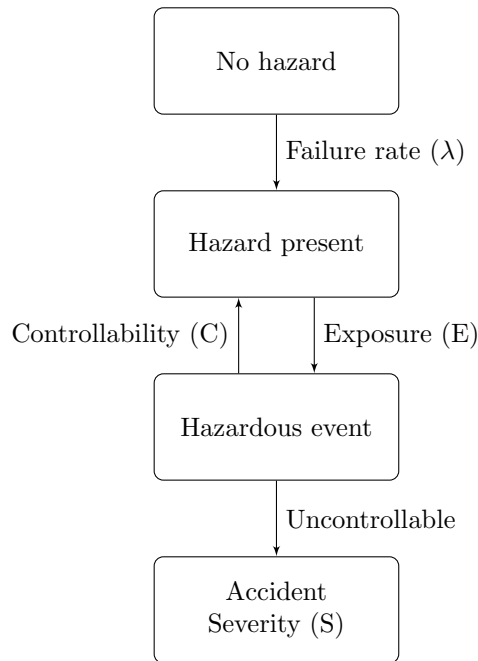 No hazard
Failure rate (λ)
Hazard present
Controllability (C)
Exposure (E)
Hazardous event
Uncontrollable
Accident
Severity (S)